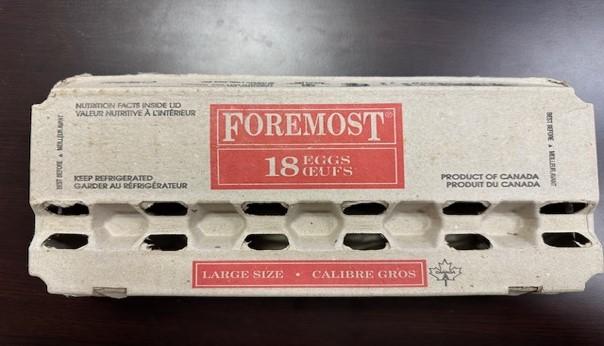 NUTRITION FACTS INSIDE LID
VALEUR NUTRITIVE À L'INTÉRIEUR
BEST BEFORE ▲ MEILLEUR AVANT
KEEP REFRIGERATED
GARDER AU RÉFRIGÉRATEUR
FOREMOST®
18 EGGS
ŒUFS
BEST BEFORE ▲ MEILLEUR AVANT
PRODUCT OF CANADA
PRODUIT DU CANADA
LARGE SIZE • CALIBRE GROS